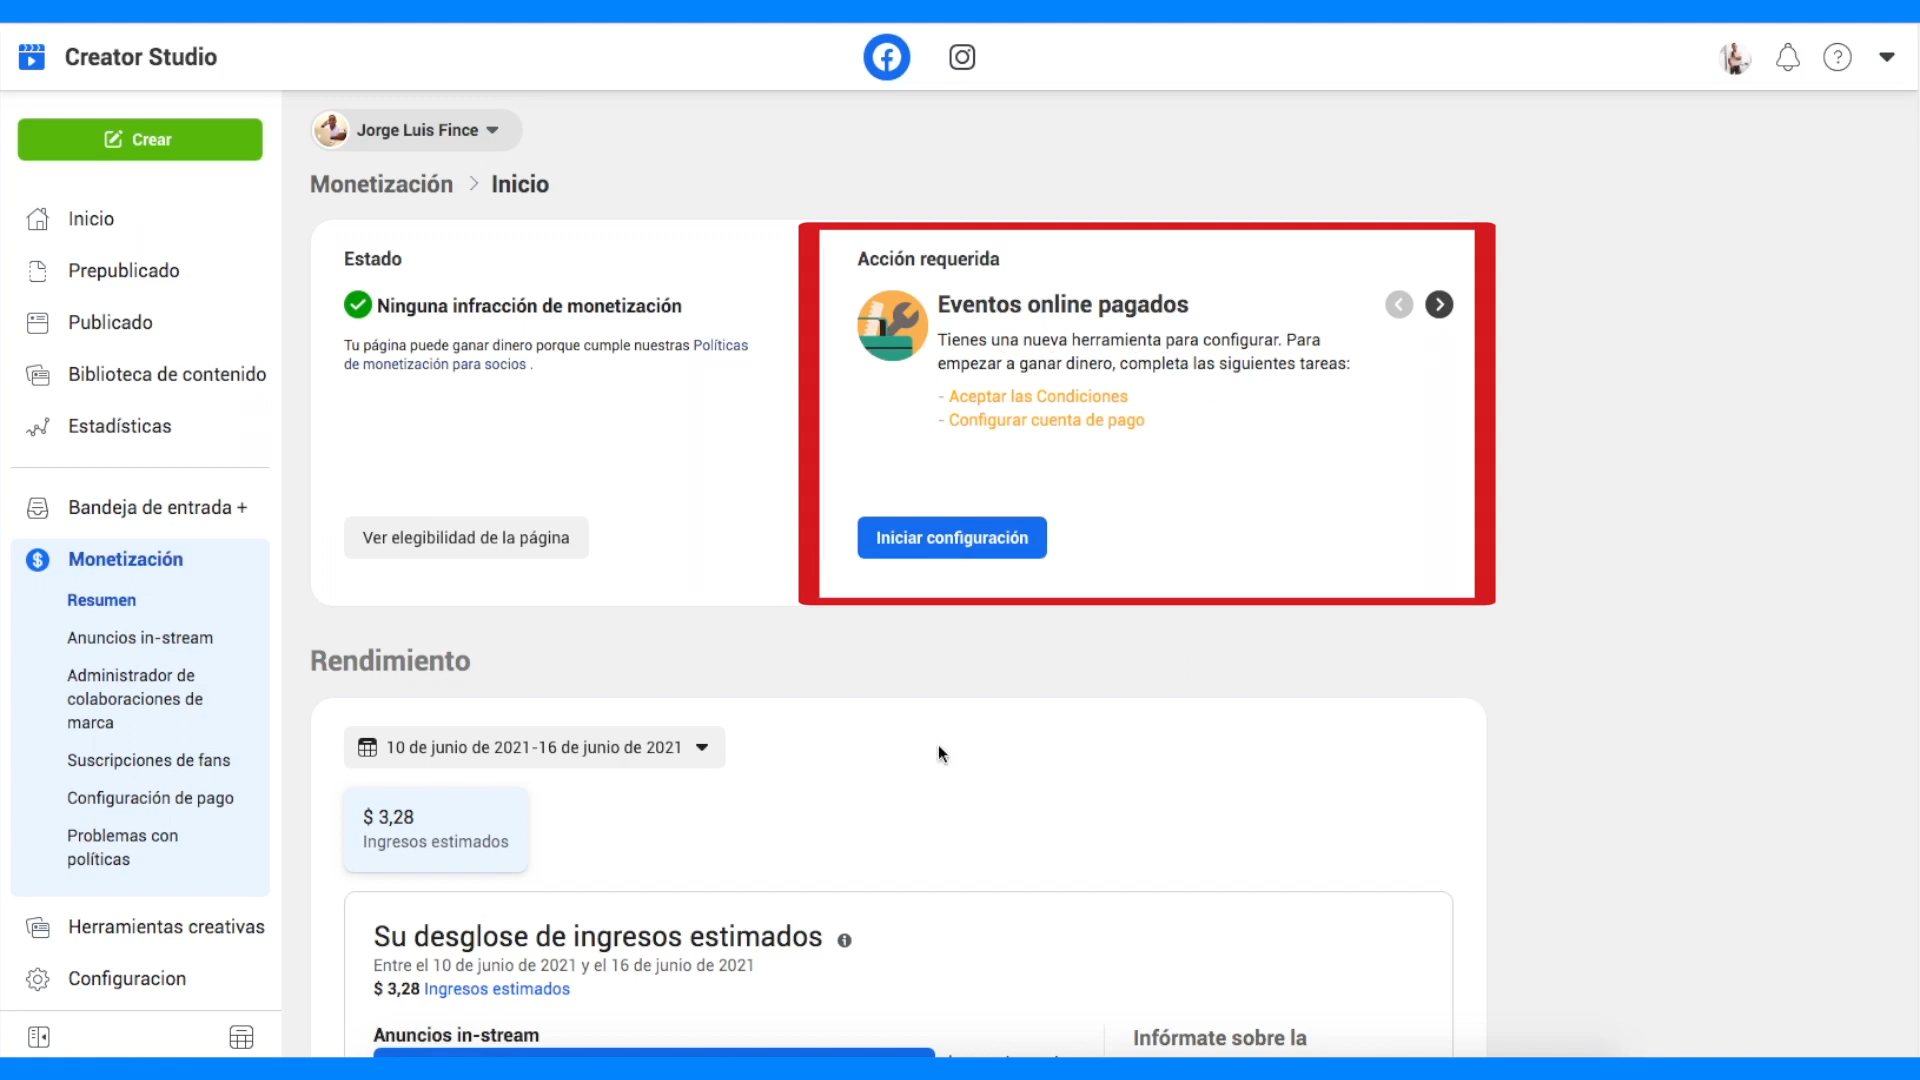 Creator Studio
Crear
Inicio
Prepublicado
Publicado
Biblioteca de contenido
Estadísticas
Bandeja de entrada +
Monetización
Resumen
Anuncios in-stream
Administrador de
colaboraciones de
marca
Suscripciones de fans
Configuración de pago
Problemas con
políticas
Herramientas creativas
Configuracion
Jorge Luis Fince
Monetización > Inicio
Estado
Ninguna infracción de monetización
Tu página puede ganar dinero porque cumple nuestras Políticas
de monetización para socios .
Ver elegibilidad de la página
Acción requerida
Eventos online pagados
Tienes una nueva herramienta para configurar. Para
empezar a ganar dinero, completa las siguientes tareas:
- Aceptar las Condiciones
- Configurar cuenta de pago
Iniciar configuración
Rendimiento
10 de junio de 2021-16 de junio de 2021
$ 3,28
Ingresos estimados
Su desglose de ingresos estimados
Entre el 10 de junio de 2021 y el 16 de junio de 2021
$ 3,28 Ingresos estimados
Anuncios in-stream
Infórmate sobre la